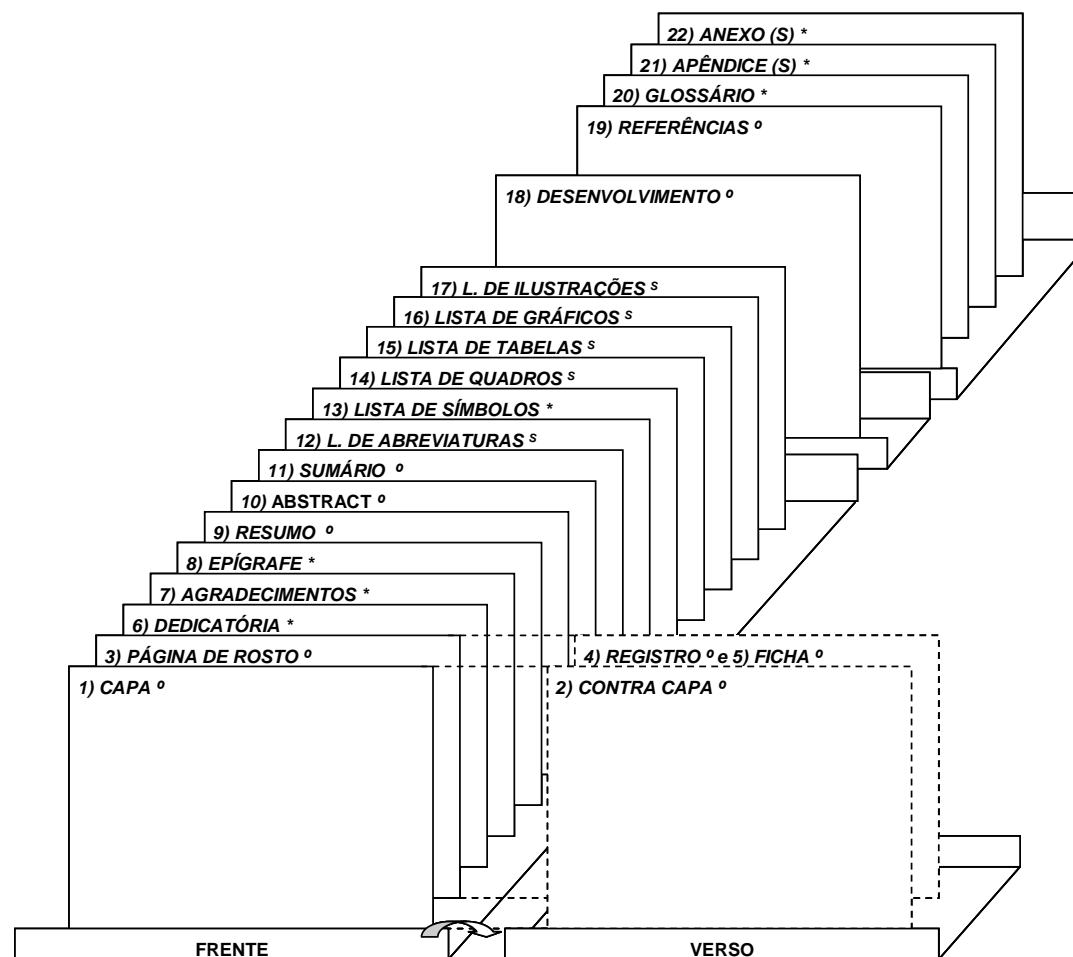 22) ANEXO (S) *
21) APÊNDICE (S) *
20) GLOSSÁRIO *
19) REFERÊNCIAS º
18) DESENVOLVIMENTO º
17) L. DE ILUSTRAÇÕES ˢ
16) LISTA DE GRÁFICOS ˢ
15) LISTA DE TABELAS ˢ
14) LISTA DE QUADROS ˢ
13) LISTA DE SÍMBOLOS *
12) L. DE ABREVIATURAS ˢ
11) SUMÁRIO º
10) ABSTRACT º
9) RESUMO º
8) EPÍGRAFE *
7) AGRADECIMENTOS *
6) DEDICATÓRIA *
3) PÁGINA DE ROSTO º
4) REGISTRO º e 5) FICHA º
1) CAPA º
2) CONTRA CAPA º
FRENTE
VERSO